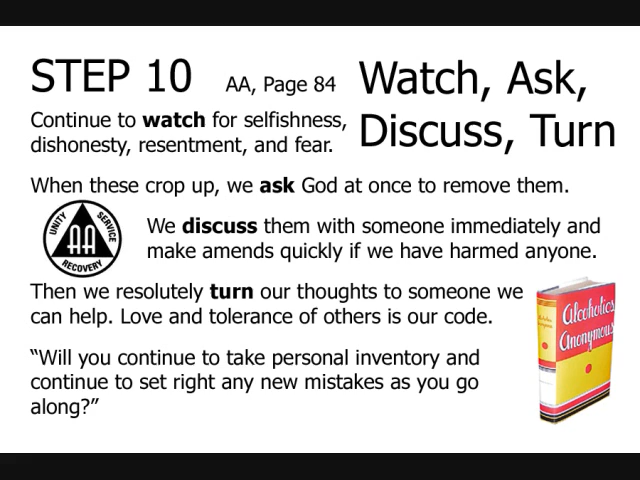 STEP 10 AA, Page 84
Watch, Ask,
Discuss, Turn
Continue to watch for selfishness,
dishonesty, resentment, and fear.
When these crop up, we ask God at once to remove them.
UNITY SERVICE
AA
RECOVERY
We discuss them with someone immediately and
make amends quickly if we have harmed anyone.
Then we resolutely turn our thoughts to someone we
can help. Love and tolerance of others is our code.
Alcoholics
Anonymous
“Will you continue to take personal inventory and
continue to set right any new mistakes as you go
along?”